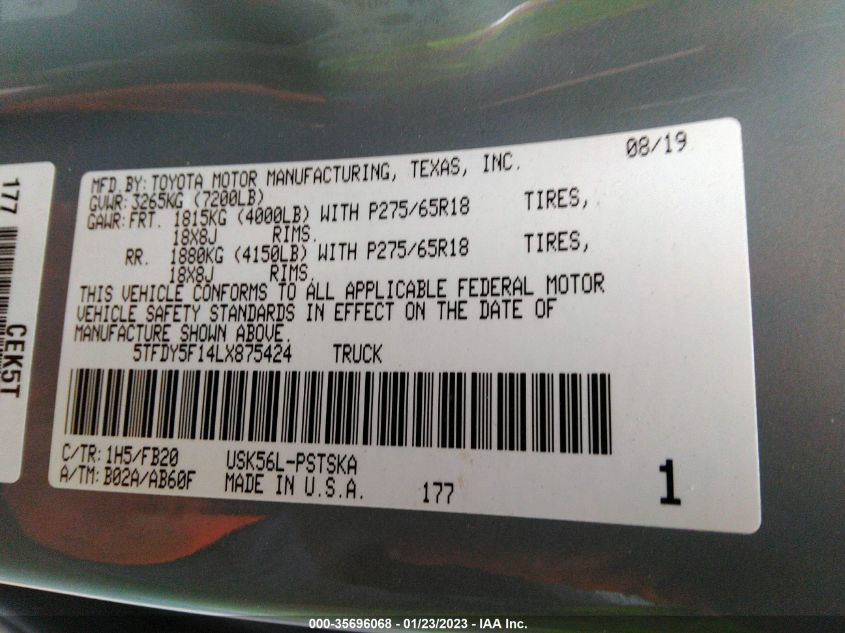 177
CEK5T
MFD.BY:TOYOTA MOTOR MANUFACTURING, TEXAS, INC. 08/19
GVWR:3265KG (7200LB)
GAWR:FRT. 1815KG (4000LB) WITH P275/65R18 TIRES,
18X8J RIMS.
RR. 1880KG (4150LB) WITH P275/65R18 TIRES,
18X8J RIMS.
THIS VEHICLE CONFORMS TO ALL APPLICABLE FEDERAL MOTOR
VEHICLE SAFETY STANDARDS IN EFFECT ON THE DATE OF
MANUFACTURE SHOWN ABOVE.
5TFDY5F14LX875424 TRUCK
C/TR:1H5/FB20 USK56L-PSTSKA
A/TM:B02A/AB60F MADE IN U.S.A. 177 1
000-35696068 - 01/23/2023 - IAA Inc.